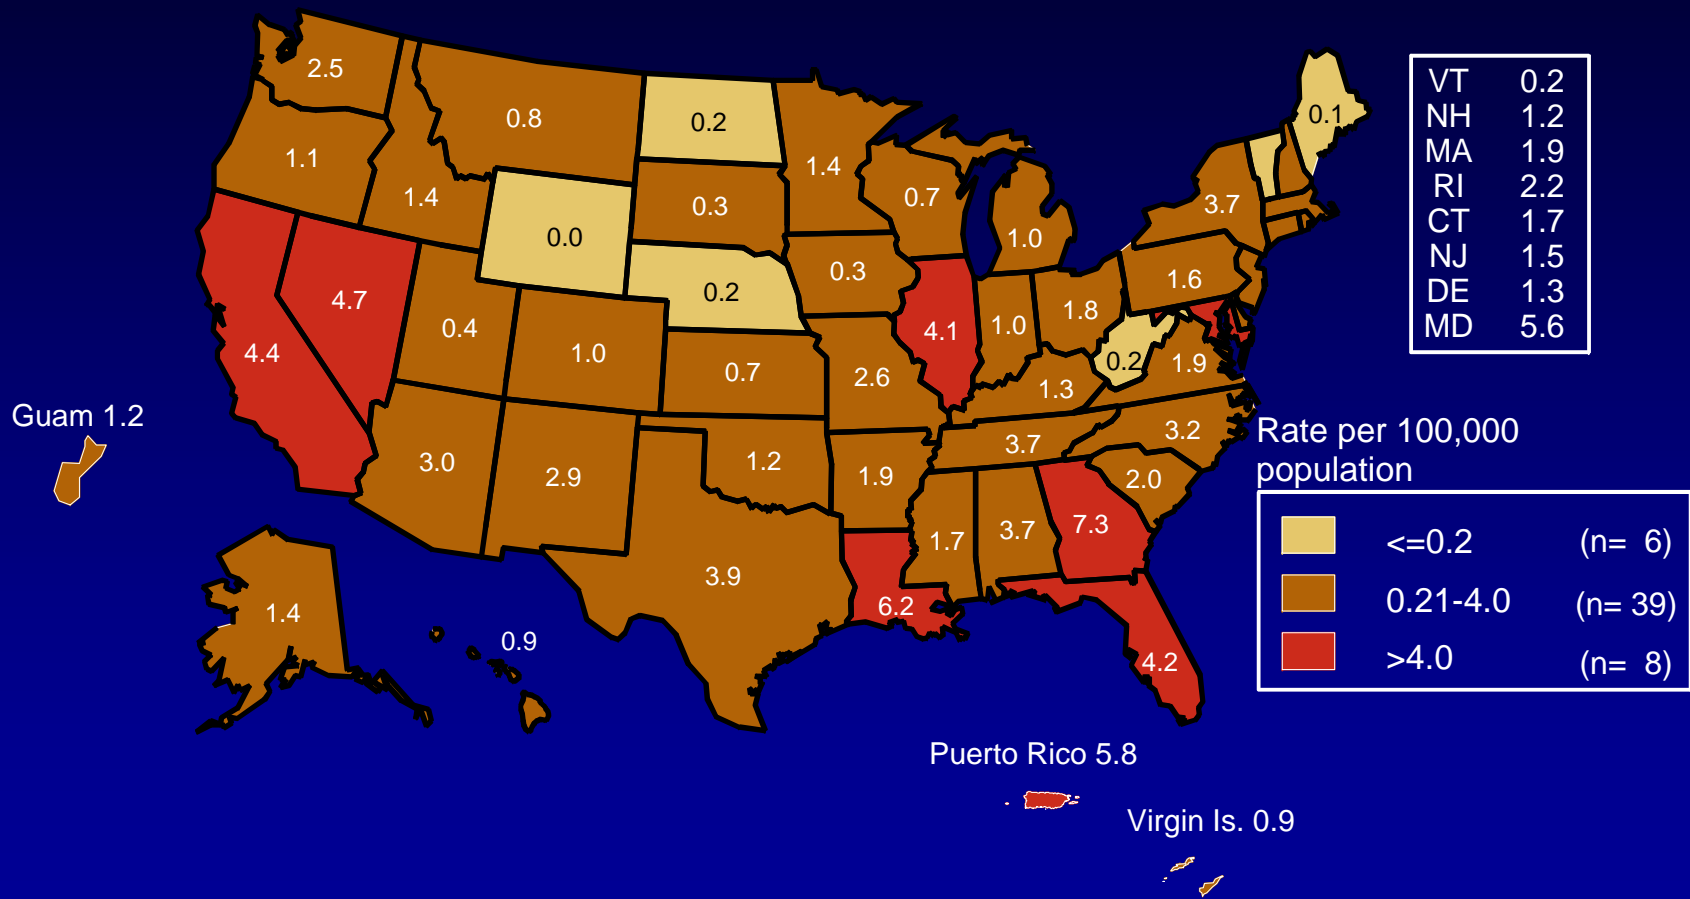 2.5
0.8
0.2
0.1
1.1
1.4
0.3
1.4
0.7
1.0
3.7
0.0
4.7
0.4
1.0
0.2
0.7
0.3
2.6
4.1
1.0
1.8
1.6
0.2
1.9
1.3
4.4
3.0
2.9
1.2
1.9
3.7
3.2
2.0
1.7
3.7
7.3
3.9
6.2
4.2
VT 0.2
NH 1.2
MA 1.9
RI 2.2
CT 1.7
NJ 1.5
DE 1.3
MD 5.6
Guam 1.2
1.4
0.9
Rate per 100,000
population
<=0.2 (n= 6)
0.21-4.0 (n= 39)
>4.0 (n= 8)
Puerto Rico 5.8
Virgin Is. 0.9